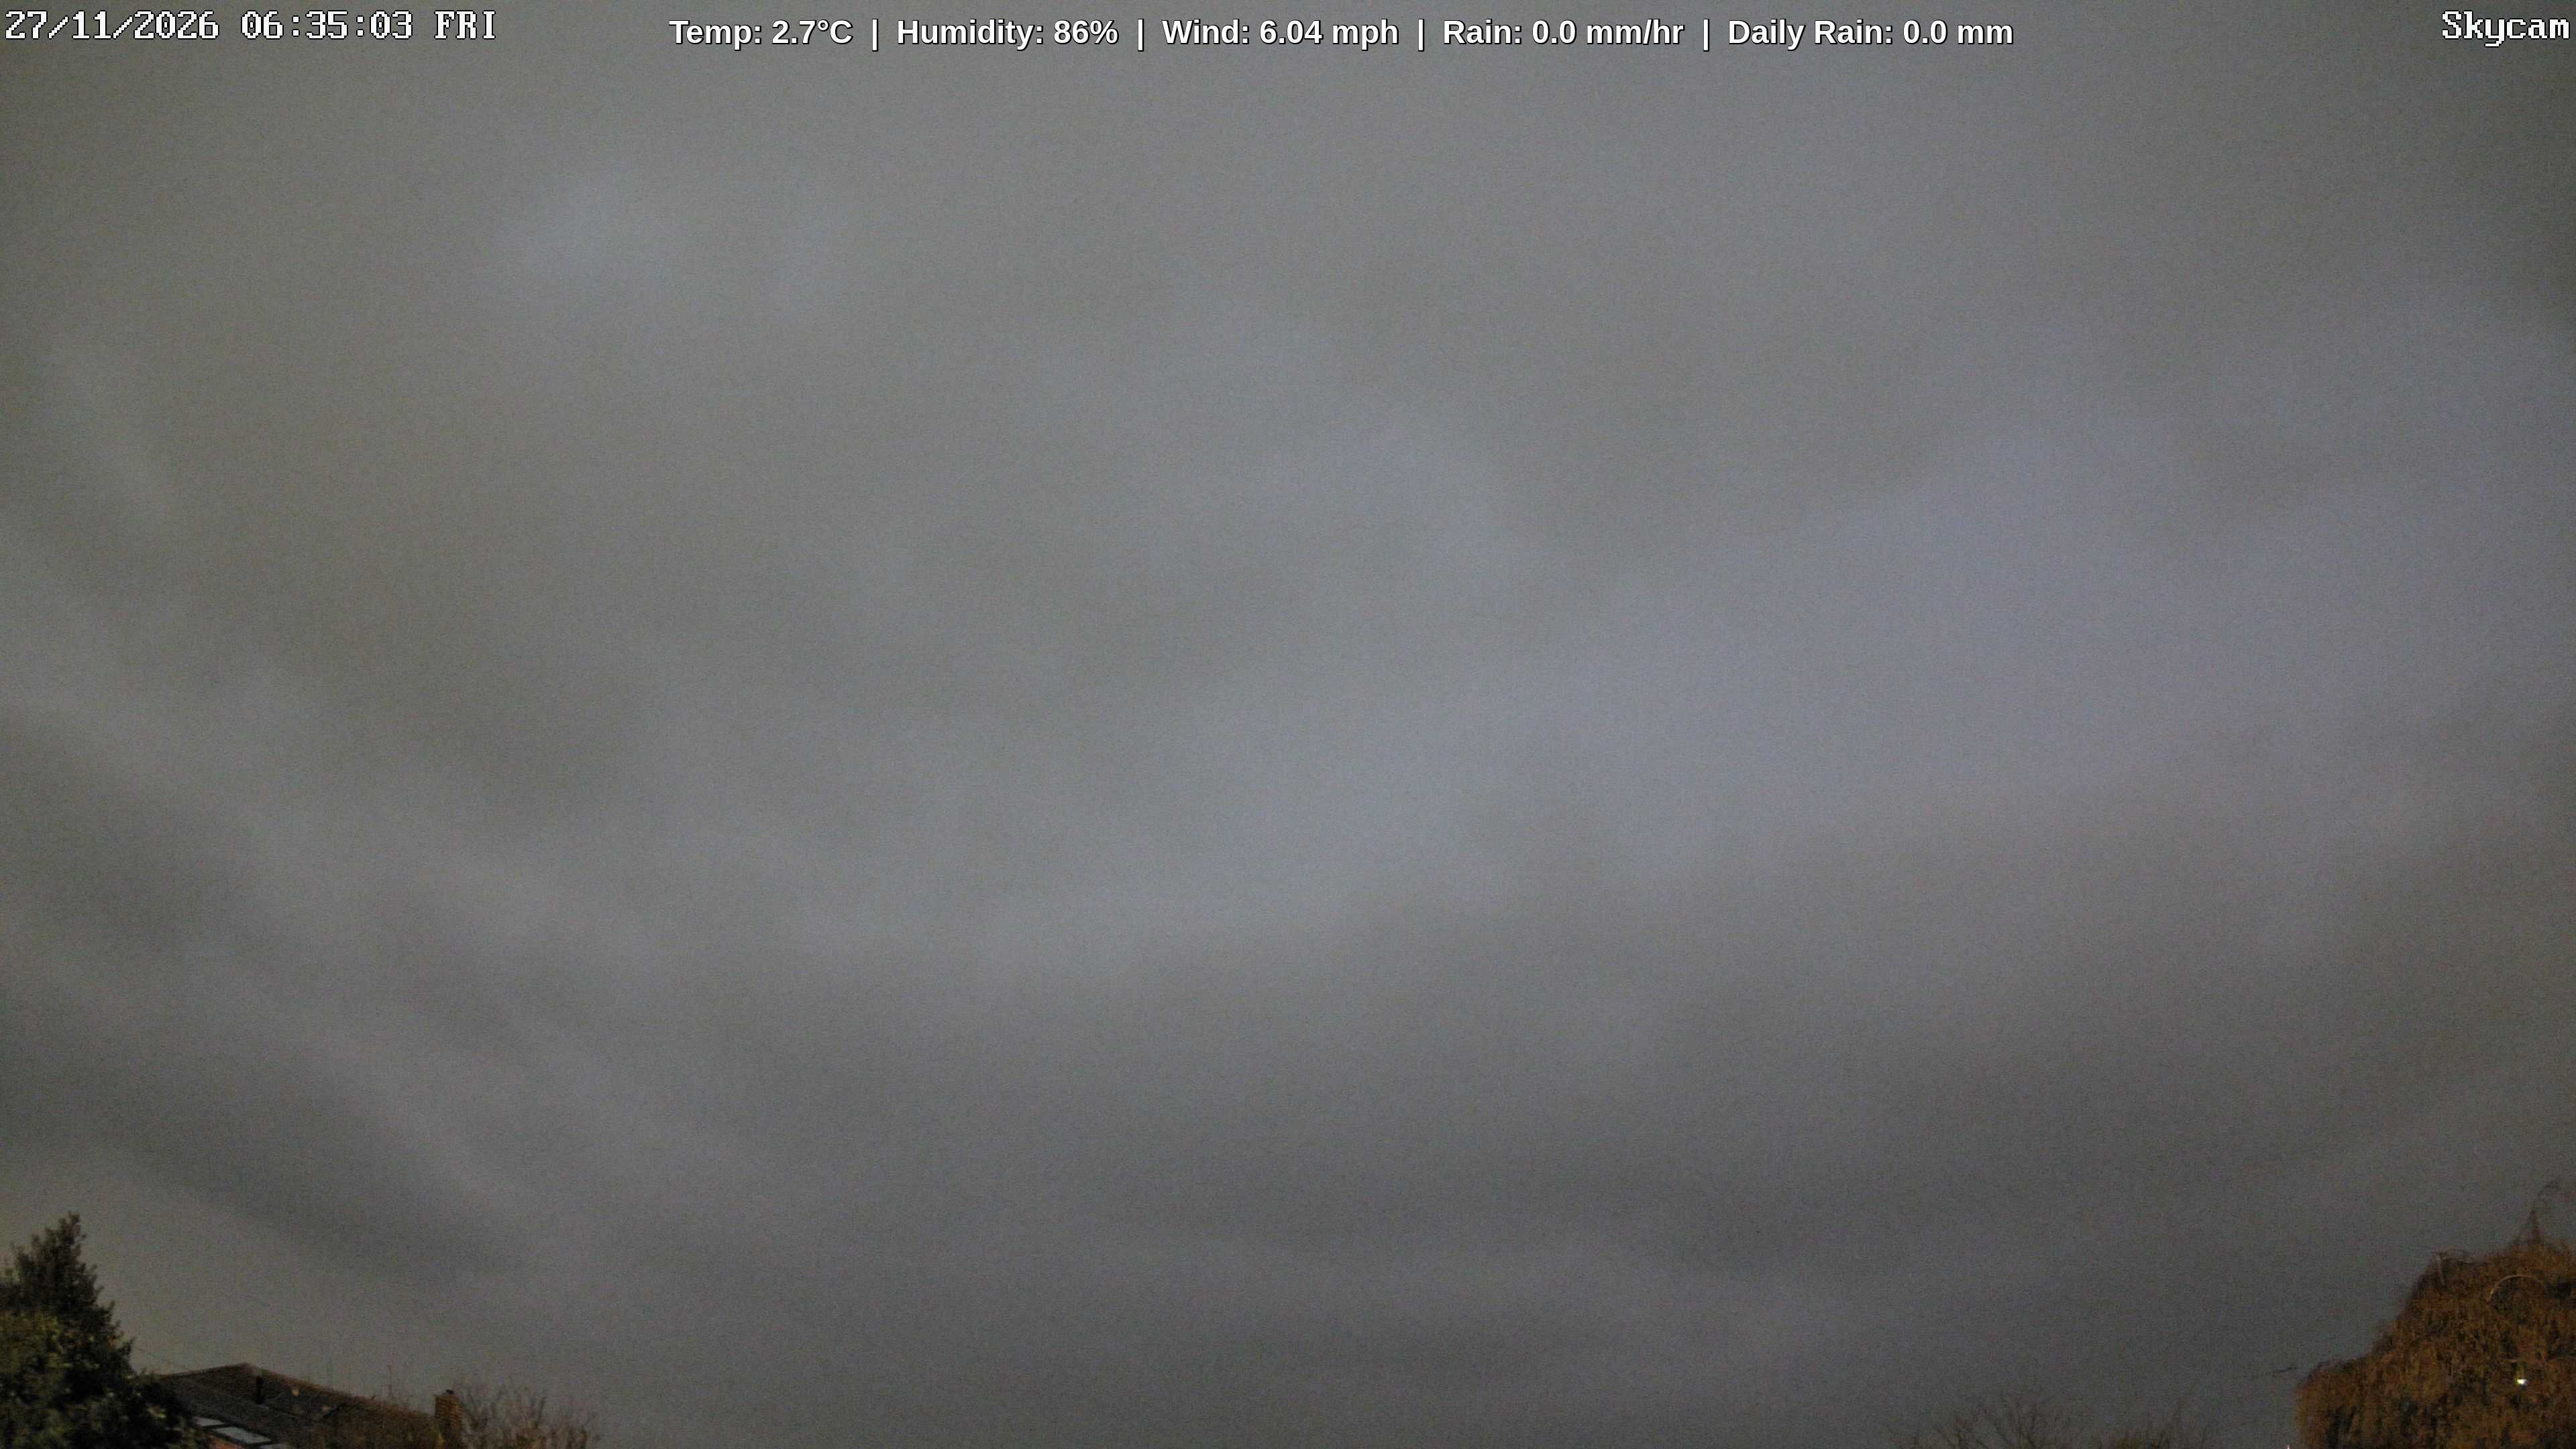 27/11/2026 06:35:03 FRI
Temp: 2.7°C | Humidity: 86% | Wind: 6.04 mph | Rain: 0.0 mm/hr | Daily Rain: 0.0 mm
Skycam